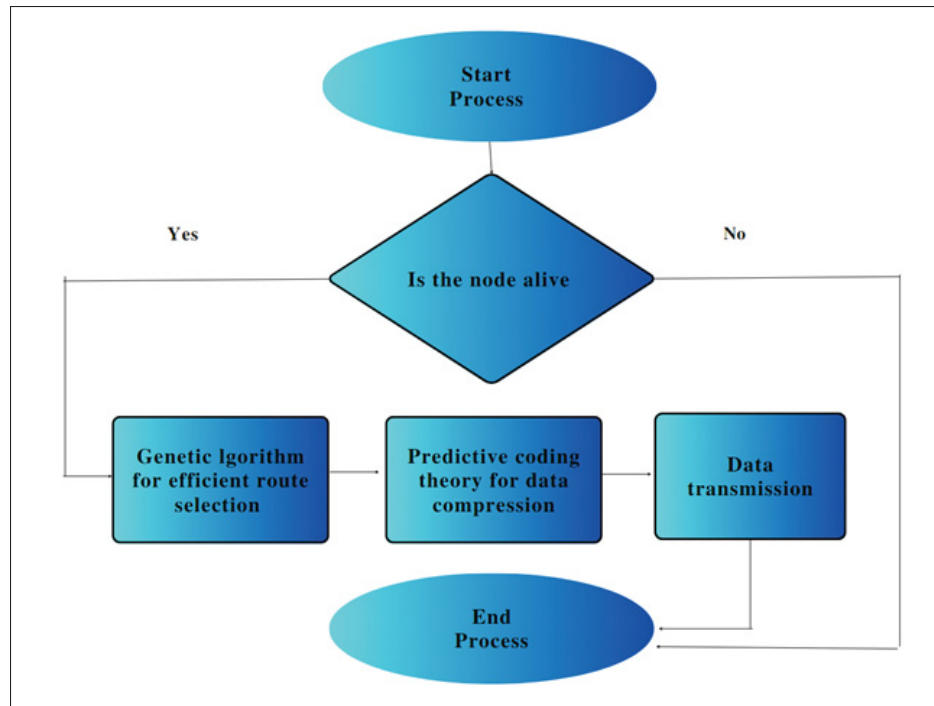 Start
Process
Yes
No
Is the node alive
Genetic lgorithm
for efficient route
selection
Predictive coding
theory for data
compression
Data
transmission
End
Process